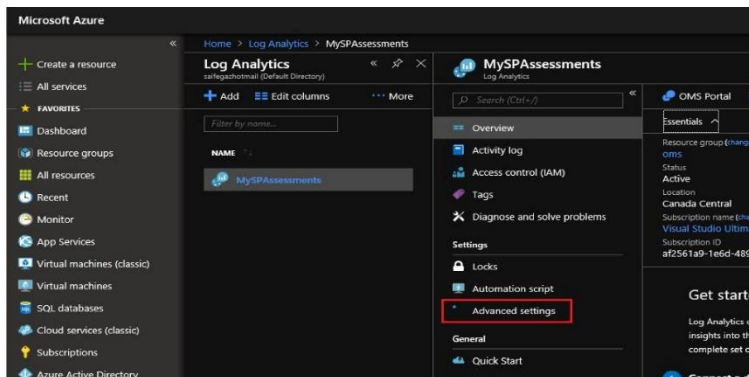 Microsoft Azure
Create a resource
All services
FAVORITES
Dashboard
Resource groups
All resources
Recent
Monitor
App Services
Virtual machines (classic)
Virtual machines
SQL databases
Cloud services (classic)
Subscriptions
Azure Active Directory
Home > Log Analytics > MySPAssessments
Log Analytics
saifegazhotmail (Default Directory)
Add Edit columns ··· More
Filter by name...
NAME
MySPAssessments
MySPAssessments
Log Analytics
Search (Ctrl+/)
Overview
Activity log
Access control (IAM)
Tags
Diagnose and solve problems
Settings
Locks
Automation script
Advanced settings
General
Quick Start
OMS Portal
Essentials
Resource group (chang
oms
Status
Active
Location
Canada Central
Subscription name (cha
Visual Studio Ultim
Subscription ID
af2561a9-1e6d-489
Get start
Log Analytics
insights into th
complete set